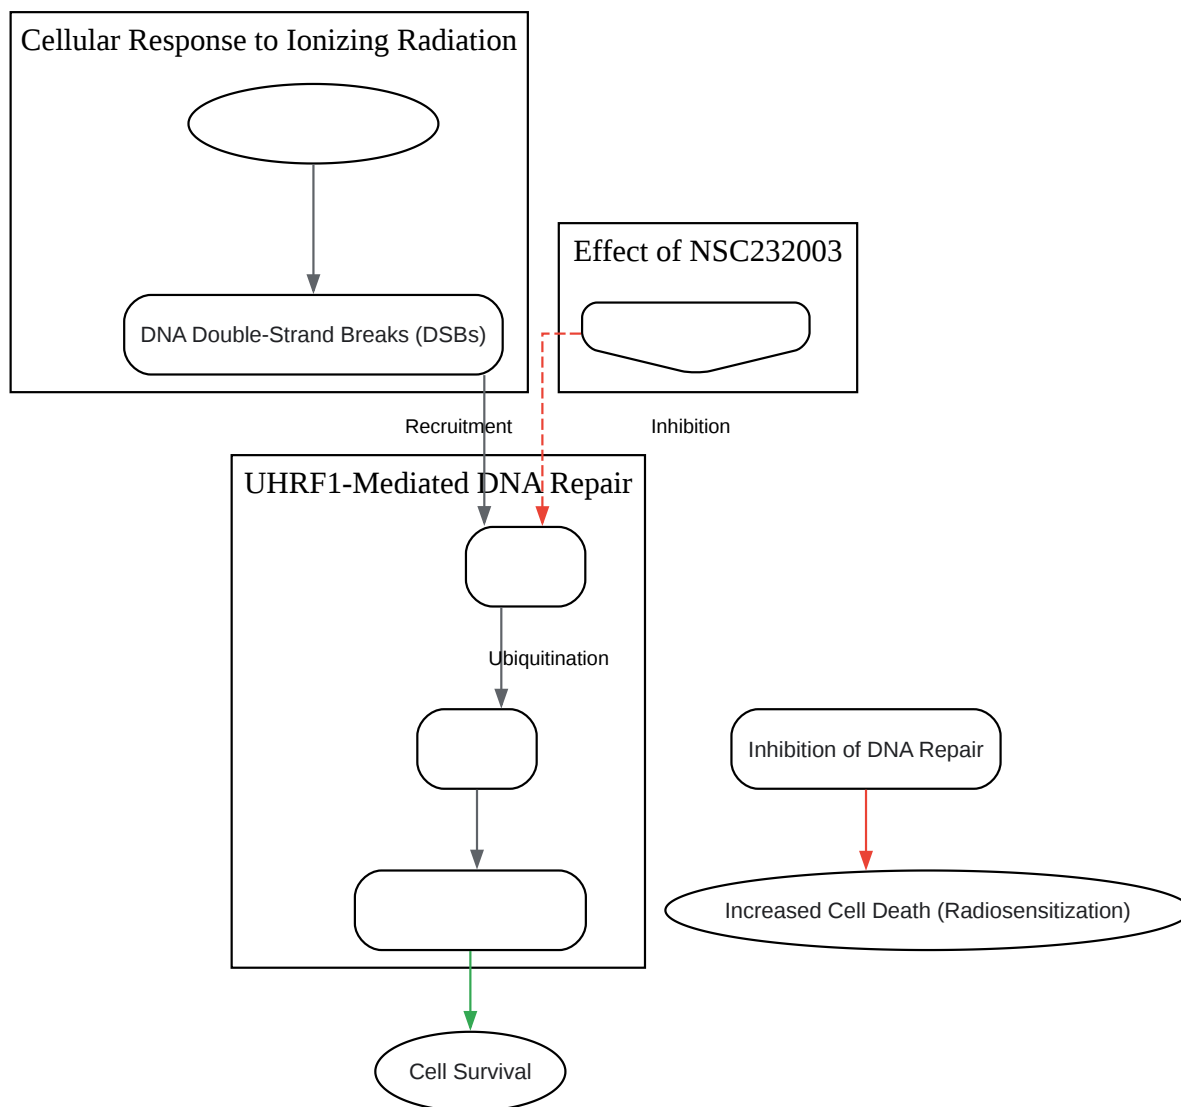 Cellular Response to Ionizing Radiation
DNA Double-Strand Breaks (DSBs)
Effect of NSC232003
Recruitment
Inhibition
UHRF1-Mediated DNA Repair
Ubiquitination
Inhibition of DNA Repair
Increased Cell Death (Radiosensitization)
Cell Survival